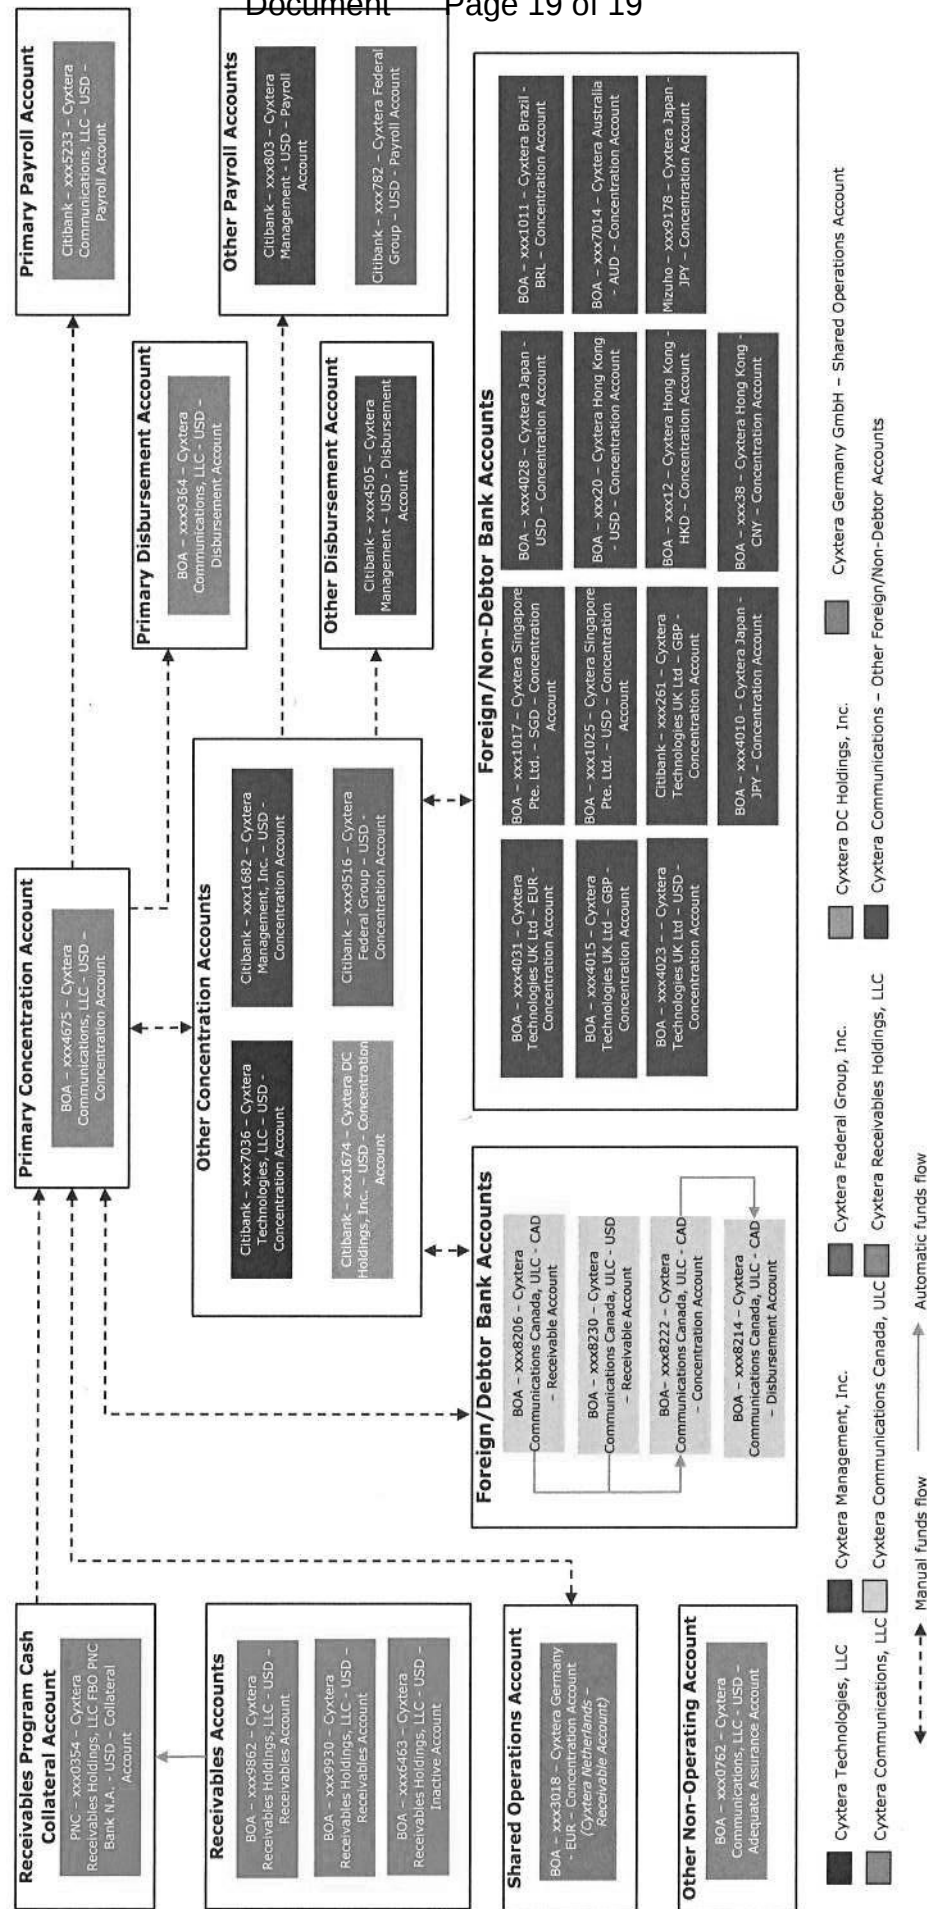 Document Page 19 of 19
Receivables Program Cash
Collateral Account
PNC – xxx0354 – Cyxtera
Receivables Holdings, LLC FBO PNC
Bank N.A. – USD – Collateral
Account
Receivables Accounts
BOA – xxx9862 – Cyxtera
Receivables Holdings, LLC - USD –
Receivables Account
BOA – xxx9930 – Cyxtera
Receivables Holdings, LLC - USD –
Receivables Account
BOA – xxx6463 – Cyxtera
Receivables Holdings, LLC - USD –
Inactive Account
Shared Operations Account
BOA – xxx3018 – Cyxtera Germany
- EUR – Concentration Account
(Cyxtera Netherlands –
Receivable Account)
Other Non-Operating Account
BOA – xxx0762 – Cyxtera
Communications, LLC - USD –
Adequate Assurance Account
Primary Concentration Account
BOA – xxx4675 – Cyxtera
Communications, LLC - USD –
Concentration Account
Other Concentration Accounts
Citibank – xxx7036 – Cyxtera
Technologies, LLC – USD -
Concentration Account
Citibank – xxx1682 – Cyxtera
Management, Inc. – USD -
Concentration Account
Citibank – xxx1674 – Cyxtera DC
Holdings, Inc. – USD - Concentration
Account
Citibank – xxx9516 – Cyxtera
Federal Group – USD -
Concentration Account
Foreign/Debtor Bank Accounts
BOA – xxx8206 – Cyxtera
Communications Canada, ULC - CAD
– Receivable Account
BOA – xxx8230 – Cyxtera
Communications Canada, ULC - USD
– Receivable Account
BOA– xxx8222 – Cyxtera
Communications Canada, ULC - CAD
– Concentration Account
BOA – xxx8214 – Cyxtera
Communications Canada, ULC - CAD
– Disbursement Account
Primary Payroll Account
Citibank – xxx5233 – Cyxtera
Communications, LLC - USD –
Payroll Account
Primary Disbursement Account
BOA – xxx9364 – Cyxtera
Communications, LLC - USD –
Disbursement Account
Other Payroll Accounts
Citibank – xxx803 – Cyxtera
Management - USD – Payroll
Account
Citibank – xxx782 – Cyxtera Federal
Group – USD - Payroll Account
Other Disbursement Account
Citibank – xxx4505 – Cyxtera
Management – USD - Disbursement
Account
Foreign/Non-Debtor Bank Accounts
BOA – xxx4031 – Cyxtera
Technologies UK Ltd – EUR -
Concentration Account
BOA – xxx1017 – Cyxtera Singapore
Pte. Ltd. – SGD - Concentration
Account
BOA – xxx4028 – Cyxtera Japan -
USD – Concentration Account
BOA – xxx1011 – Cyxtera Brazil -
BRL – Concentration Account
BOA – xxx4015 – Cyxtera
Technologies UK Ltd – GBP -
Concentration Account
BOA – xxx1025 – Cyxtera Singapore
Pte. Ltd. – USD - Concentration
Account
BOA – xxx20 – Cyxtera Hong Kong
- USD – Concentration Account
BOA – xxx7014 – Cyxtera Australia
- AUD – Concentration Account
BOA – xxx4023 – – Cyxtera
Technologies UK Ltd – USD -
Concentration Account
Citibank – xxx261 – Cyxtera
Technologies UK Ltd – GBP -
Concentration Account
BOA – xxx12 – Cyxtera Hong Kong -
HKD – Concentration Account
Mizuho – xxx9178 – Cyxtera Japan -
JPY – Concentration Account
BOA – xxx4010 – Cyxtera Japan -
JPY – Concentration Account
BOA – xxx38 – Cyxtera Hong Kong -
CNY – Concentration Account
Cyxtera Technologies, LLC
Cyxtera Management, Inc.
Cyxtera Federal Group, Inc.
Cyxtera DC Holdings, Inc.
Cyxtera Germany GmbH – Shared Operations Account
Cyxtera Communications, LLC
Cyxtera Communications Canada, ULC
Cyxtera Receivables Holdings, LLC
Cyxtera Communications – Other Foreign/Non-Debtor Accounts
Manual funds flow
Automatic funds flow